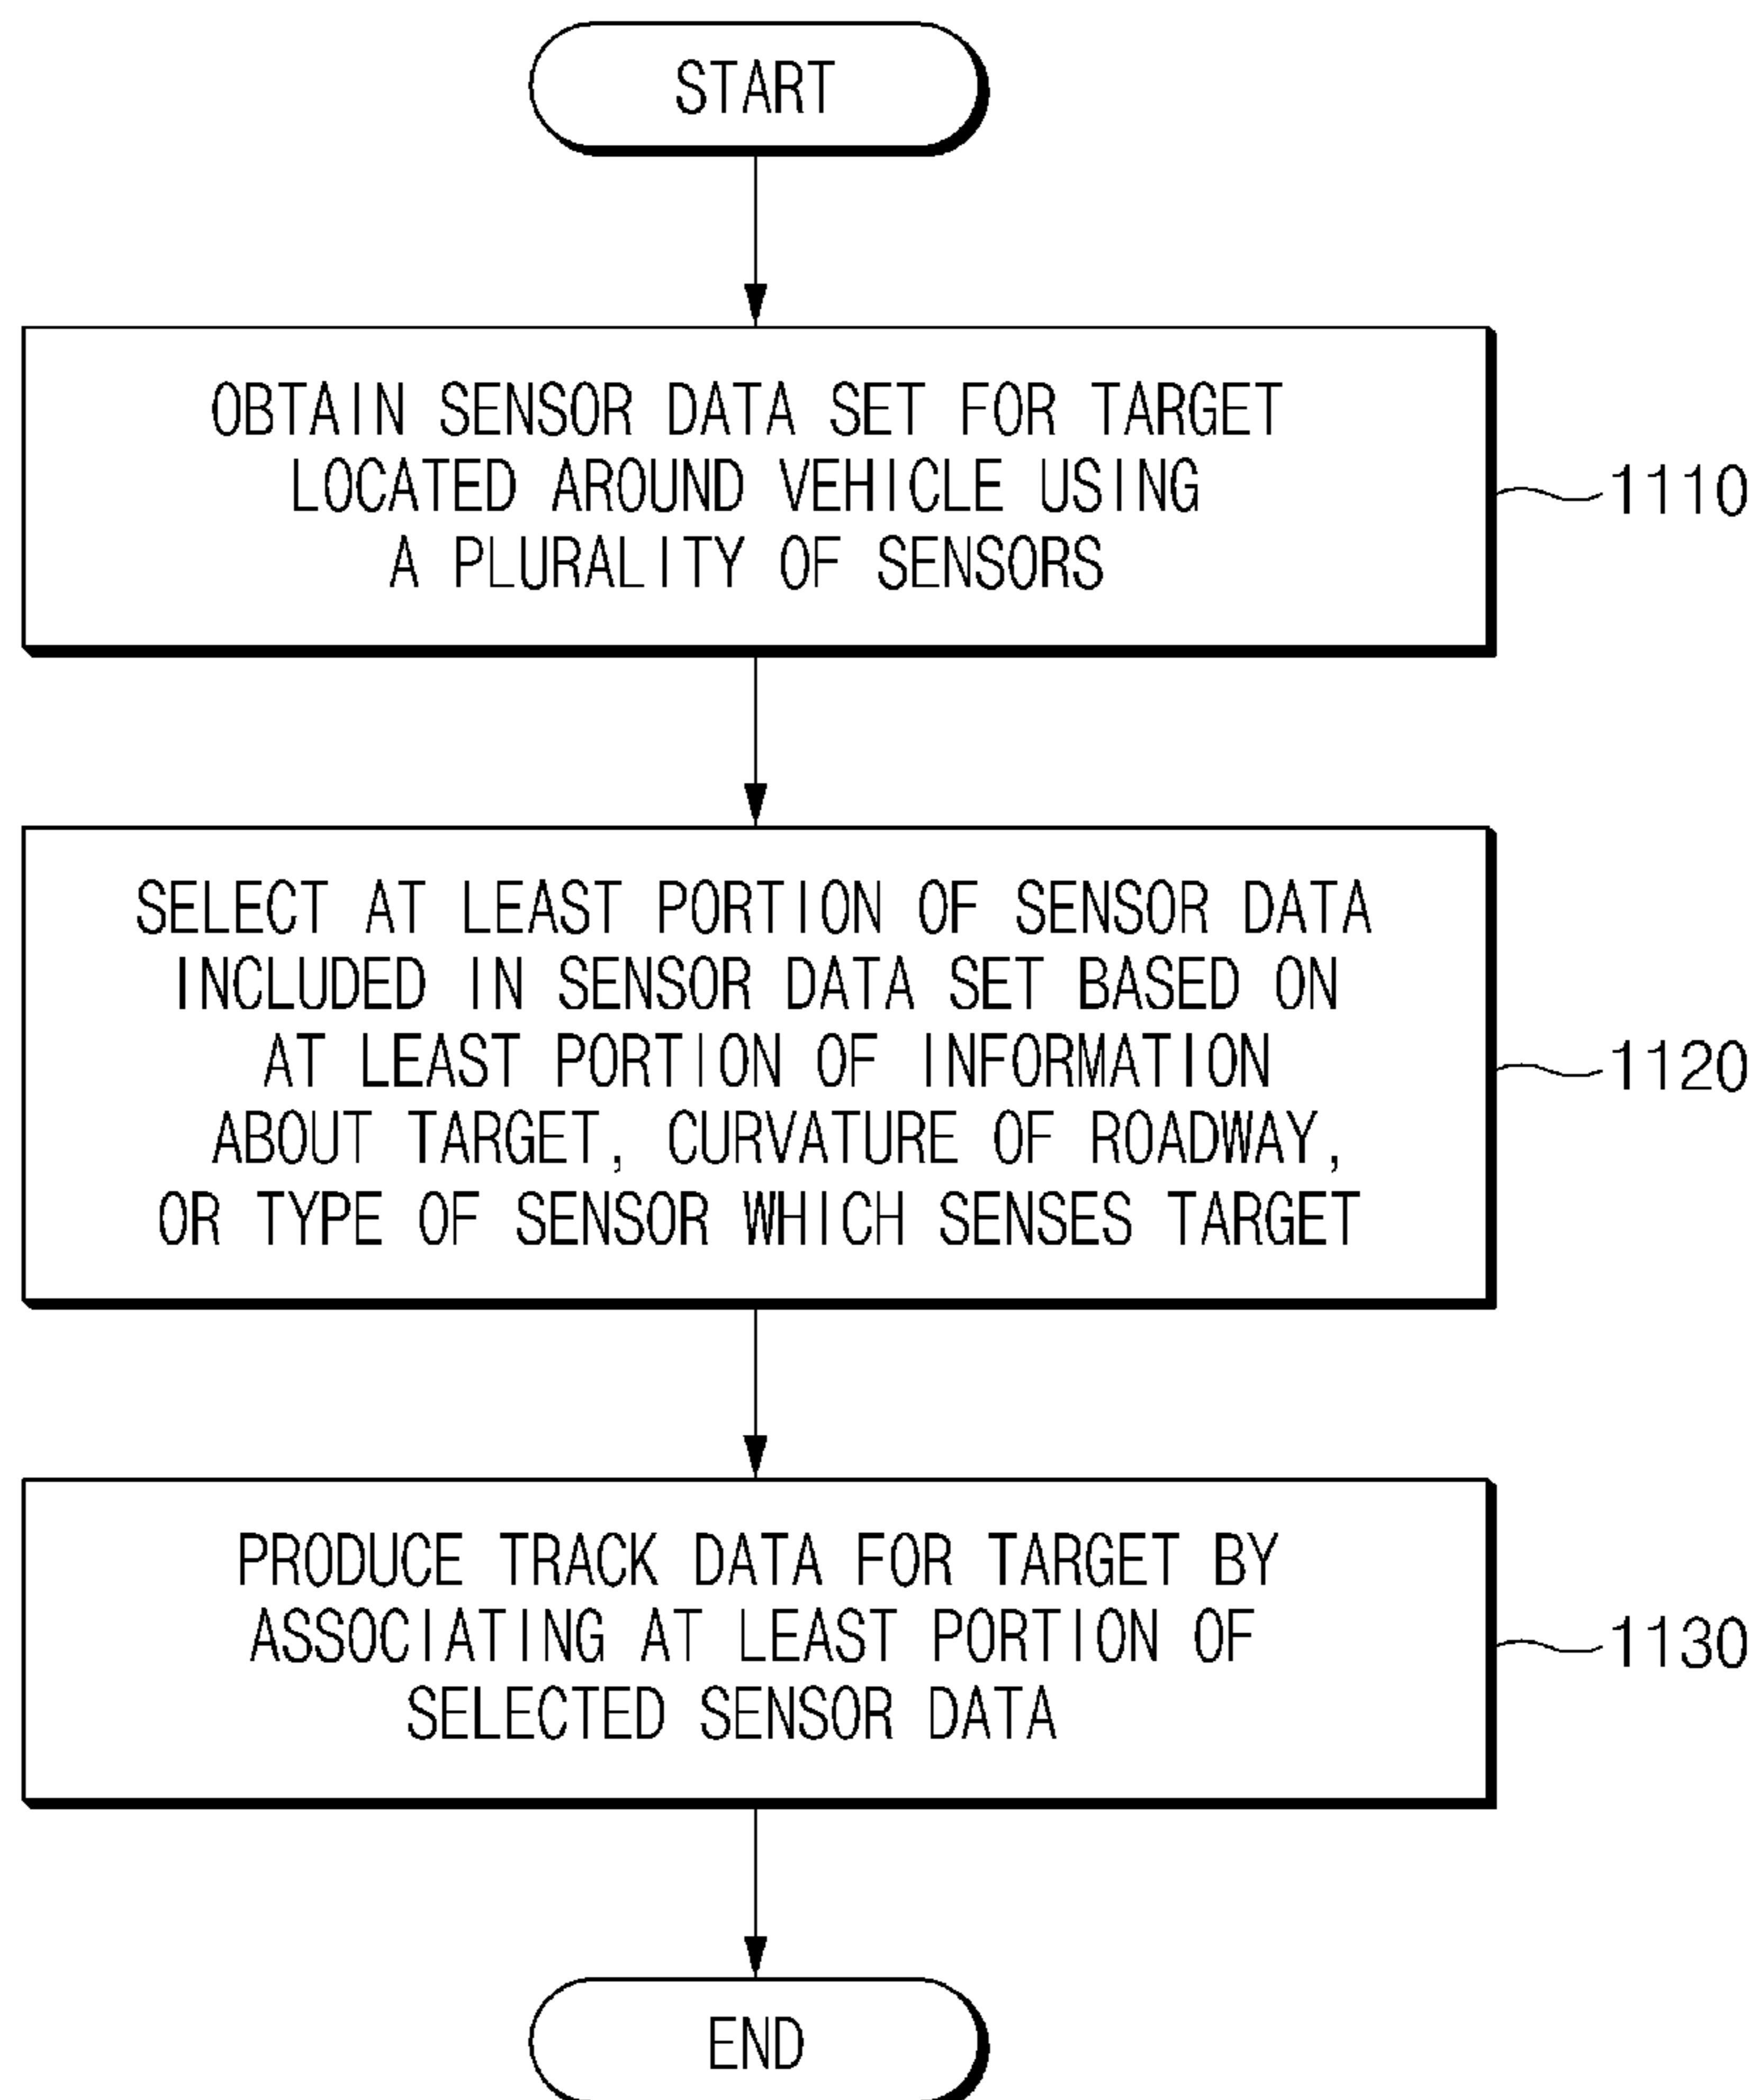 START
OBTAIN SENSOR DATA SET FOR TARGET
LOCATED AROUND VEHICLE USING
A PLURALITY OF SENSORS
1110
SELECT AT LEAST PORTION OF SENSOR DATA
INCLUDED IN SENSOR DATA SET BASED ON
AT LEAST PORTION OF INFORMATION
ABOUT TARGET, CURVATURE OF ROADWAY,
OR TYPE OF SENSOR WHICH SENSES TARGET
1120
PRODUCE TRACK DATA FOR TARGET BY
ASSOCIATING AT LEAST PORTION OF
SELECTED SENSOR DATA
1130
END